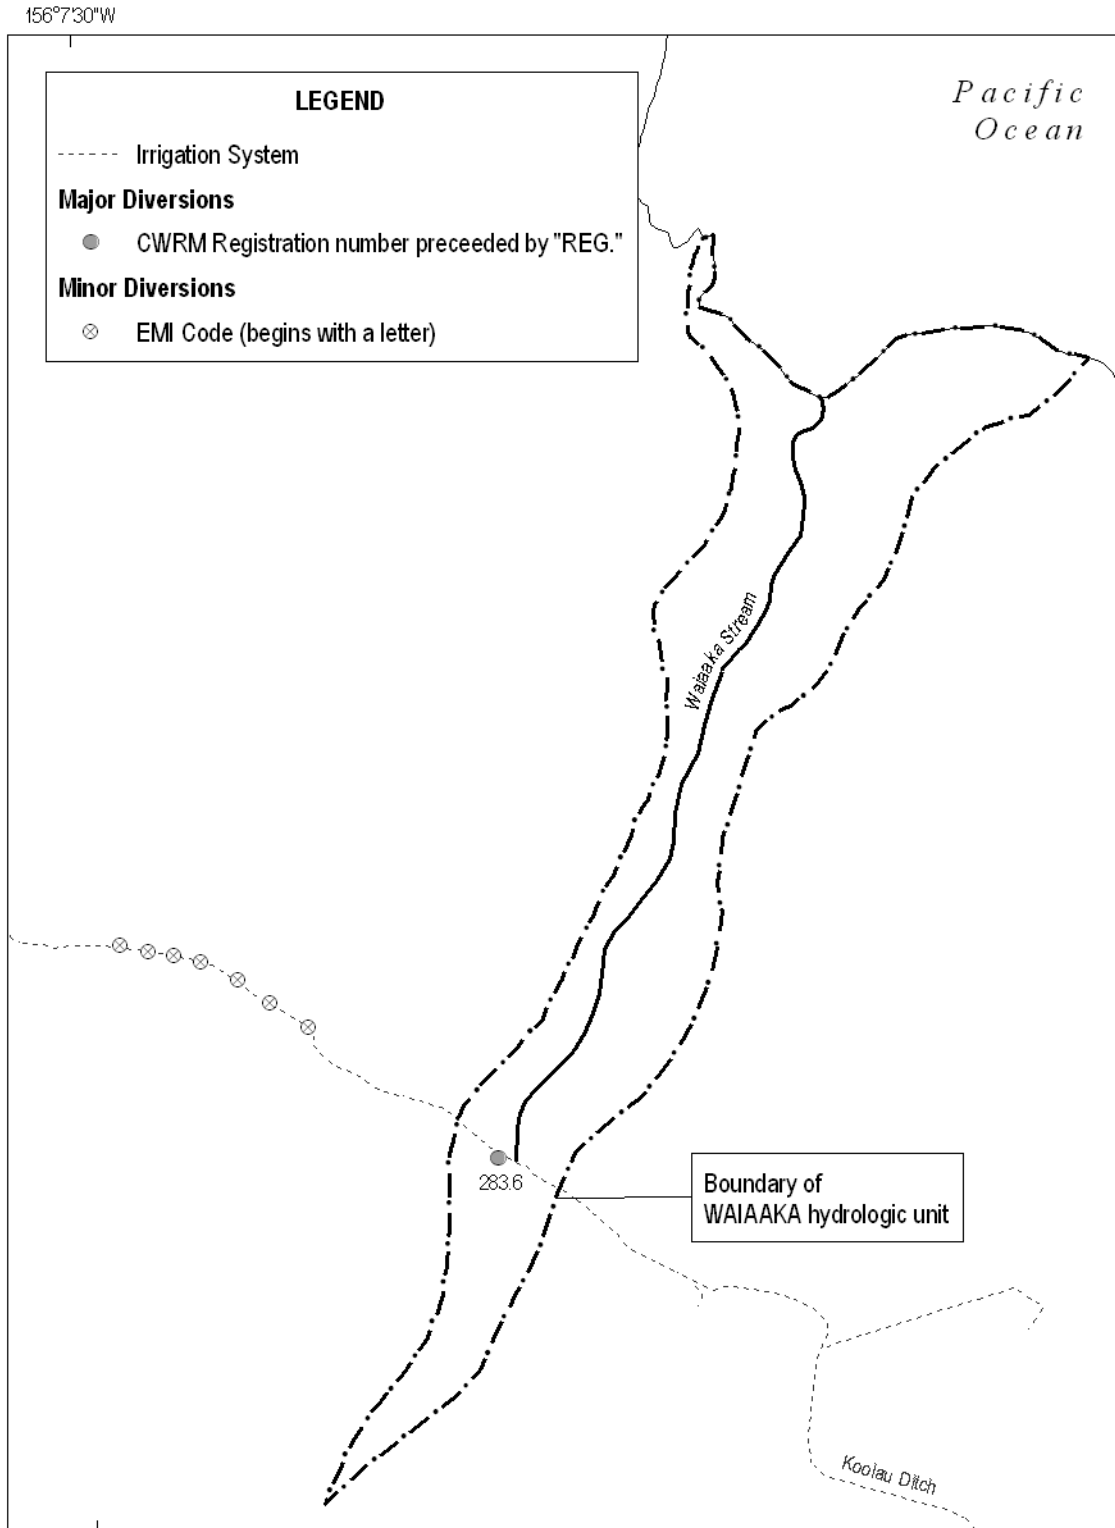 156°7'30"W
Pacific
Ocean
LEGEND
Irrigation System
Major Diversions
CWRM Registration number preceeded by "REG."
Minor Diversions
EMI Code (begins with a letter)
Waiaaka Stream
283.6
Boundary of
WAIAAKA hydrologic unit
Koolau Ditch